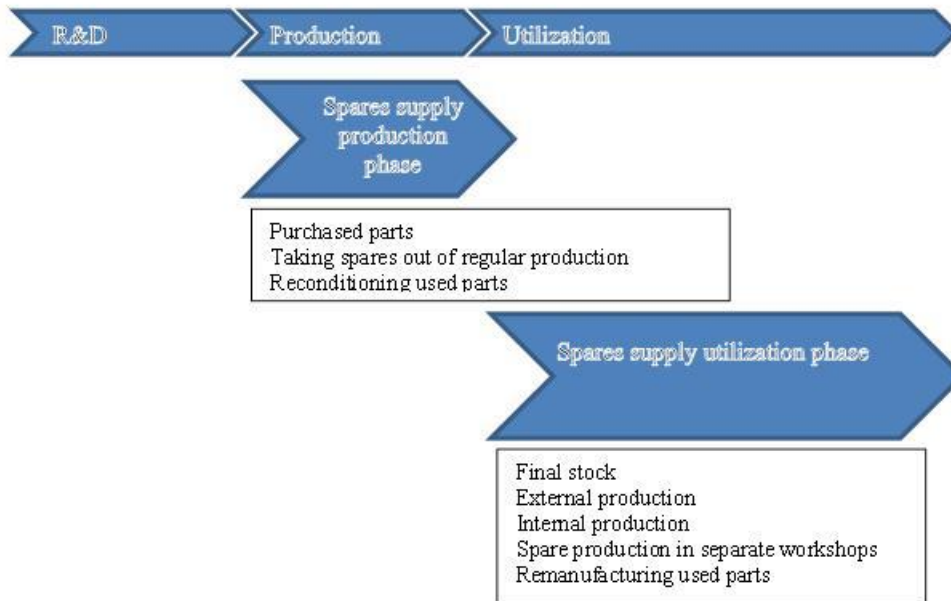 R&D
Production
Utilization
Spares supply
production
phase
Purchased parts
Taking spares out of regular production
Reconditioning used parts
Spares supply utilization phase
Final stock
External production
Internal production
Spare production in separate workshops
Remanufacturing used parts